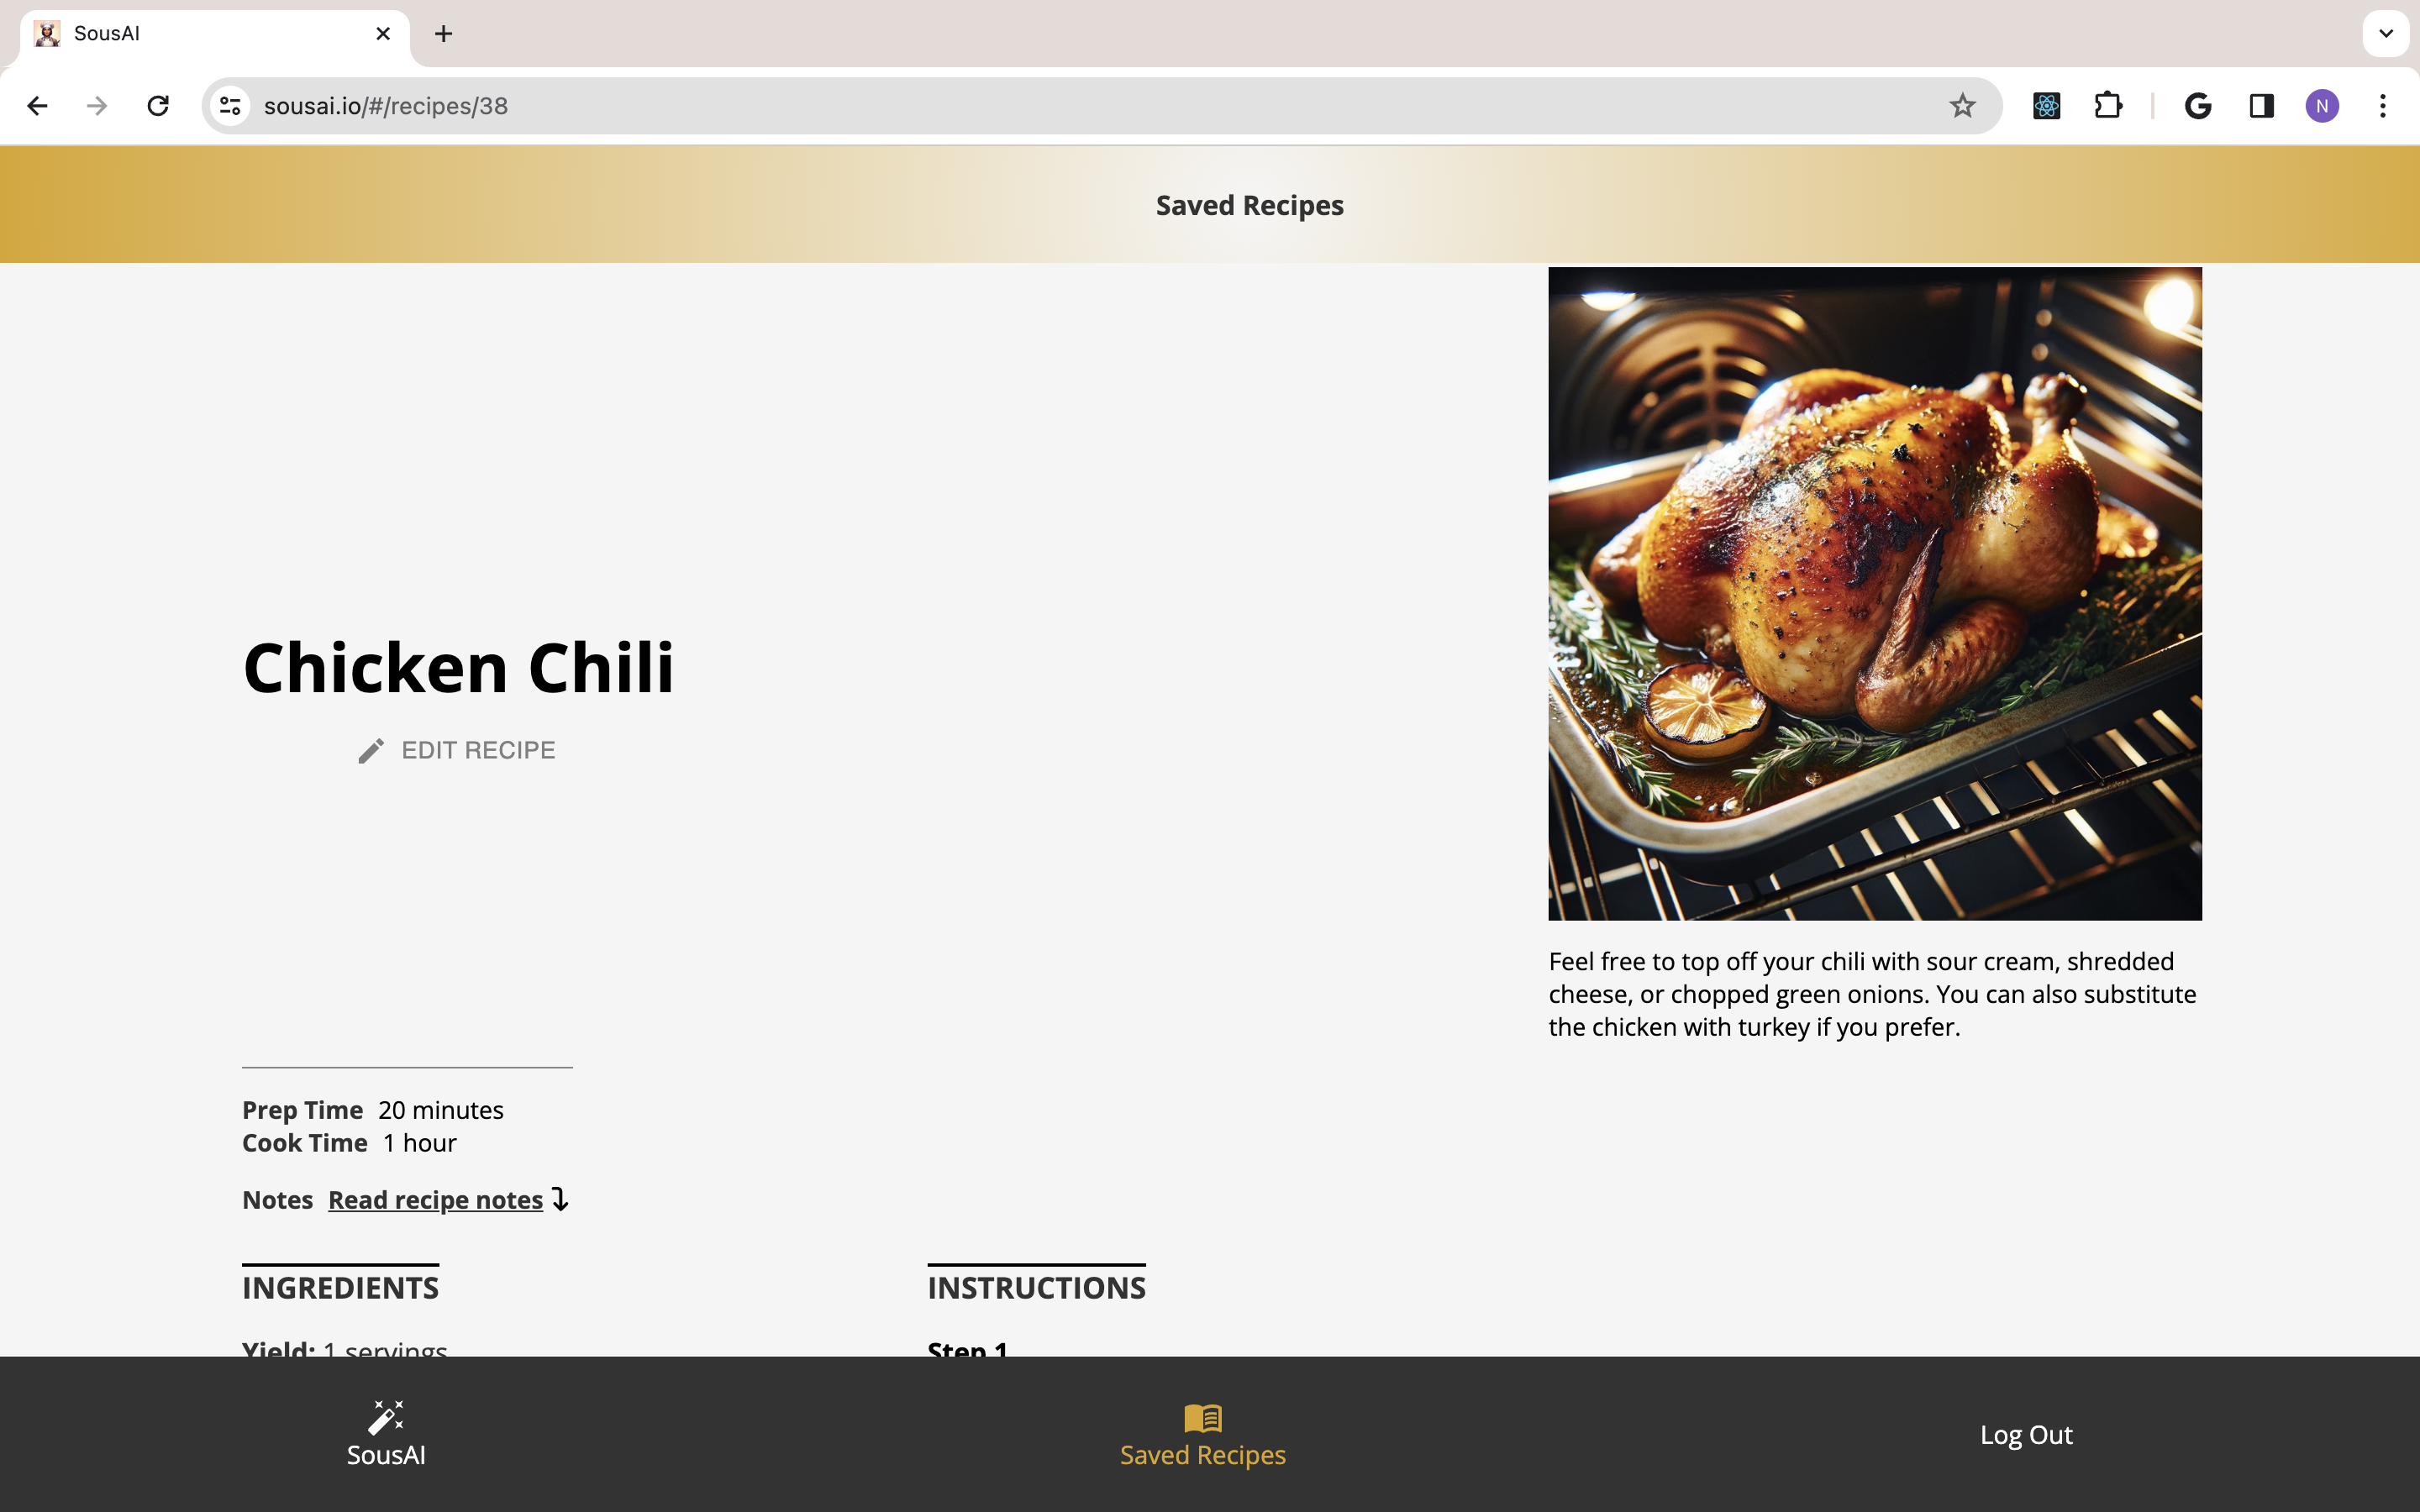 SousAI
sousai.io/#/recipes/38
N
Saved Recipes
Chicken Chili
EDIT RECIPE
Feel free to top off your chili with sour cream, shredded
cheese, or chopped green onions. You can also substitute
the chicken with turkey if you prefer.
Prep Time 20 minutes
Cook Time 1 hour
Notes Read recipe notes
INGREDIENTS
INSTRUCTIONS
Yield: 1 servings
Step 1
SousAI
Saved Recipes
Log Out